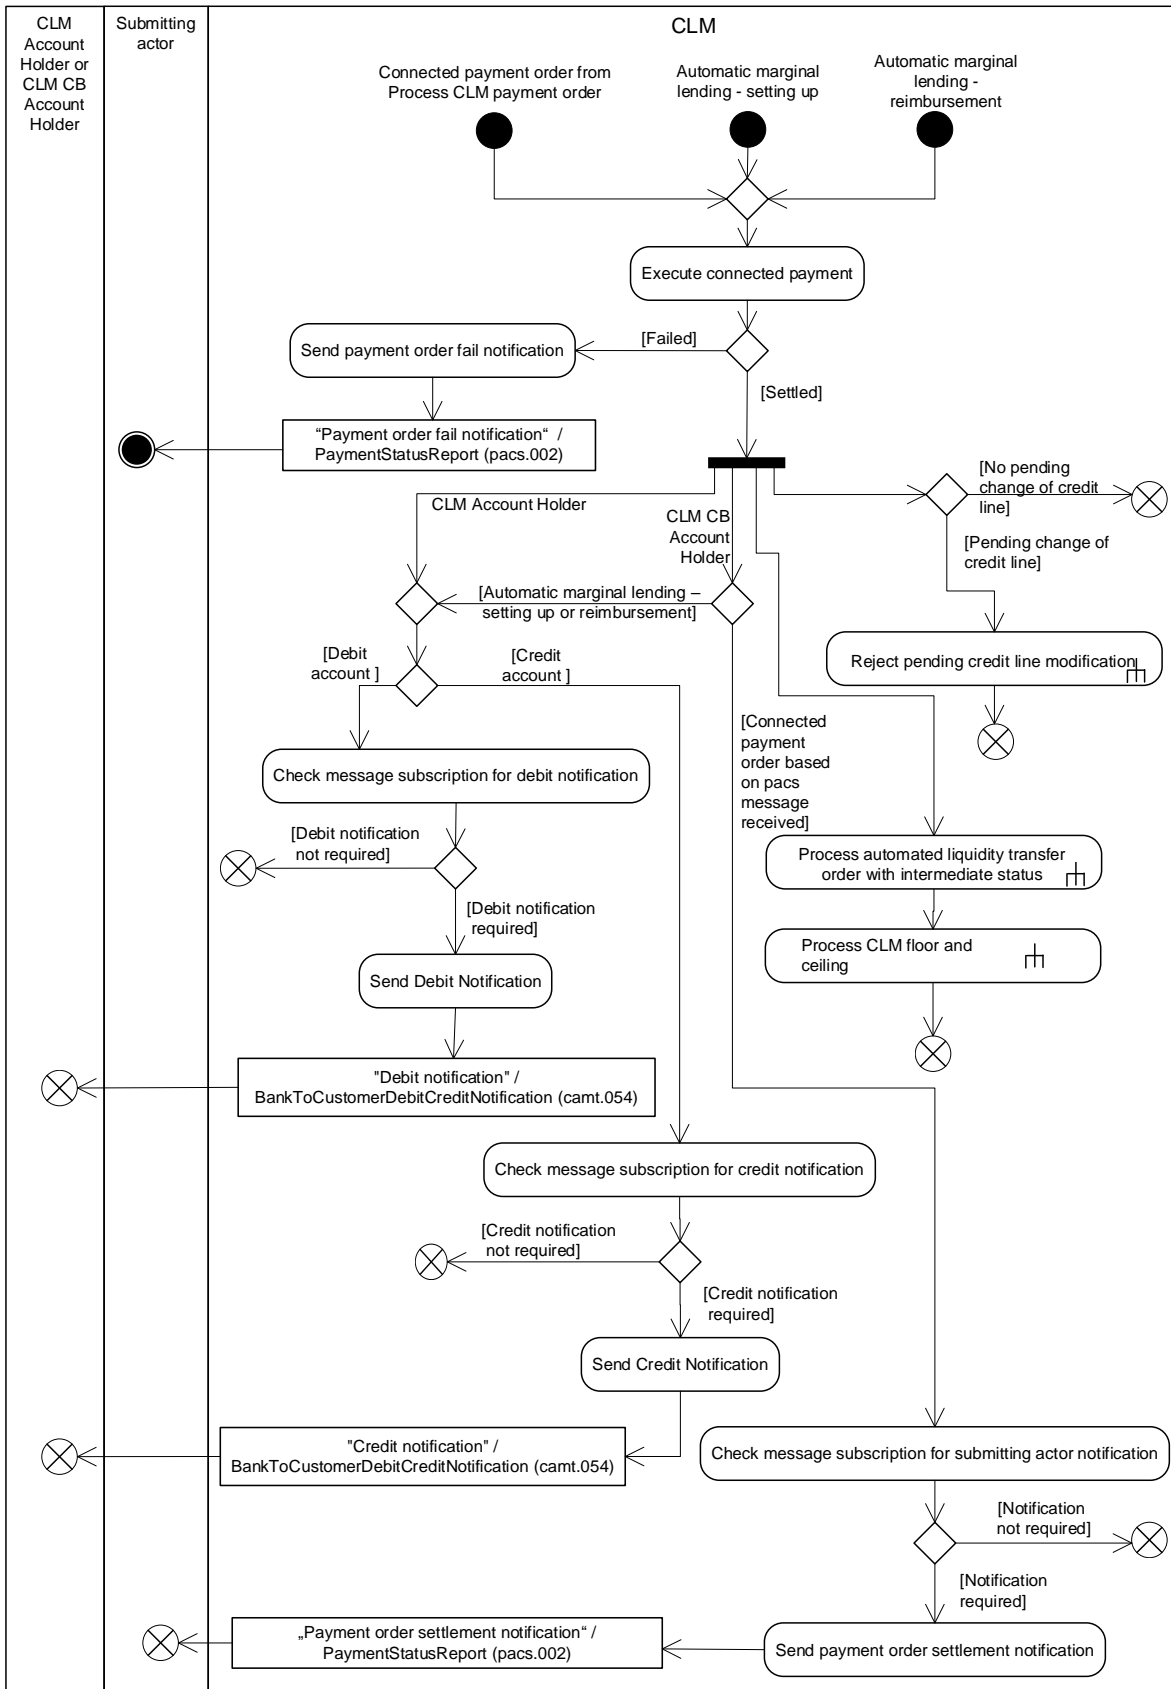 CLM
Account
Holder or
CLM CB
Account
Holder
Submitting
actor
CLM
Connected payment order from
Process CLM payment order
Automatic marginal
lending - setting up
Automatic marginal
lending -
reimbursement
Execute connected payment
[Failed]
Send payment order fail notification
[Settled]
“Payment order fail notification“ /
PaymentStatusReport (pacs.002)
[No pending
change of credit
line]
CLM Account Holder
CLM CB
Account
Holder
[Pending change of
credit line]
[Automatic marginal lending –
setting up or reimbursement]
Reject pending credit line modification
[Debit
account ]
[Credit
account ]
[Connected
payment
order based
on pacs
message
received]
Check message subscription for debit notification
[Debit notification
not required]
Process automated liquidity transfer
order with intermediate status
[Debit notification
required]
Process CLM floor and
ceiling
Send Debit Notification
"Debit notification" /
BankToCustomerDebitCreditNotification (camt.054)
Check message subscription for credit notification
[Credit notification
not required]
[Credit notification
required]
Send Credit Notification
"Credit notification" /
BankToCustomerDebitCreditNotification (camt.054)
Check message subscription for submitting actor notification
[Notification
not required]
[Notification
required]
„Payment order settlement notification“ /
PaymentStatusReport (pacs.002)
Send payment order settlement notification